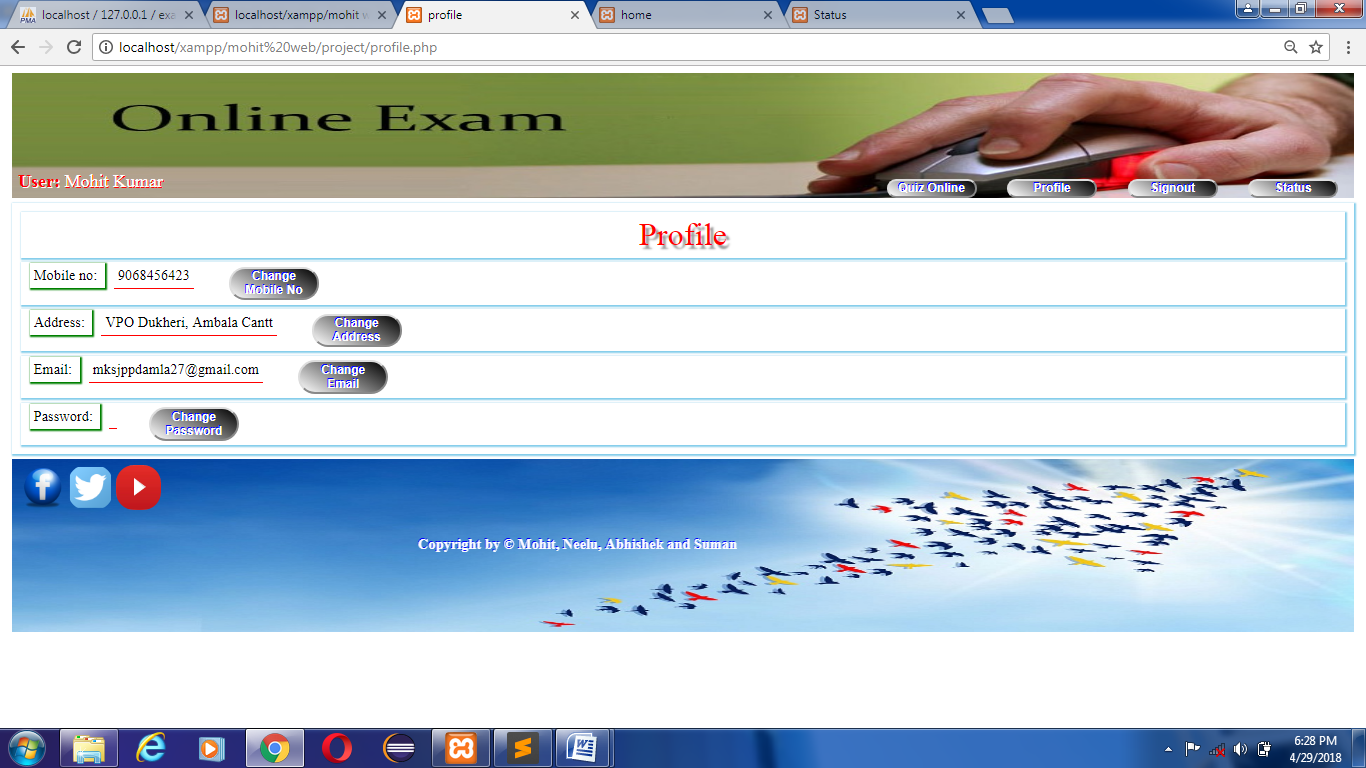 localhost / 127.0.0.1 / exa
localhost/xampp/mohit w
profile
home
Status
localhost/xampp/mohit%20web/project/profile.php
Online Exam
User: Mohit Kumar
Quiz Online
Profile
Signout
Status
Profile
Mobile no: 9068456423
Change
Mobile No
Address: VPO Dukheri, Ambala Cantt
Change
Address
Email: mksjppdamla27@gmail.com
Change
Email
Password:
Change
Password
Copyright by © Mohit, Neelu, Abhishek and Suman
6:28 PM
4/29/2018